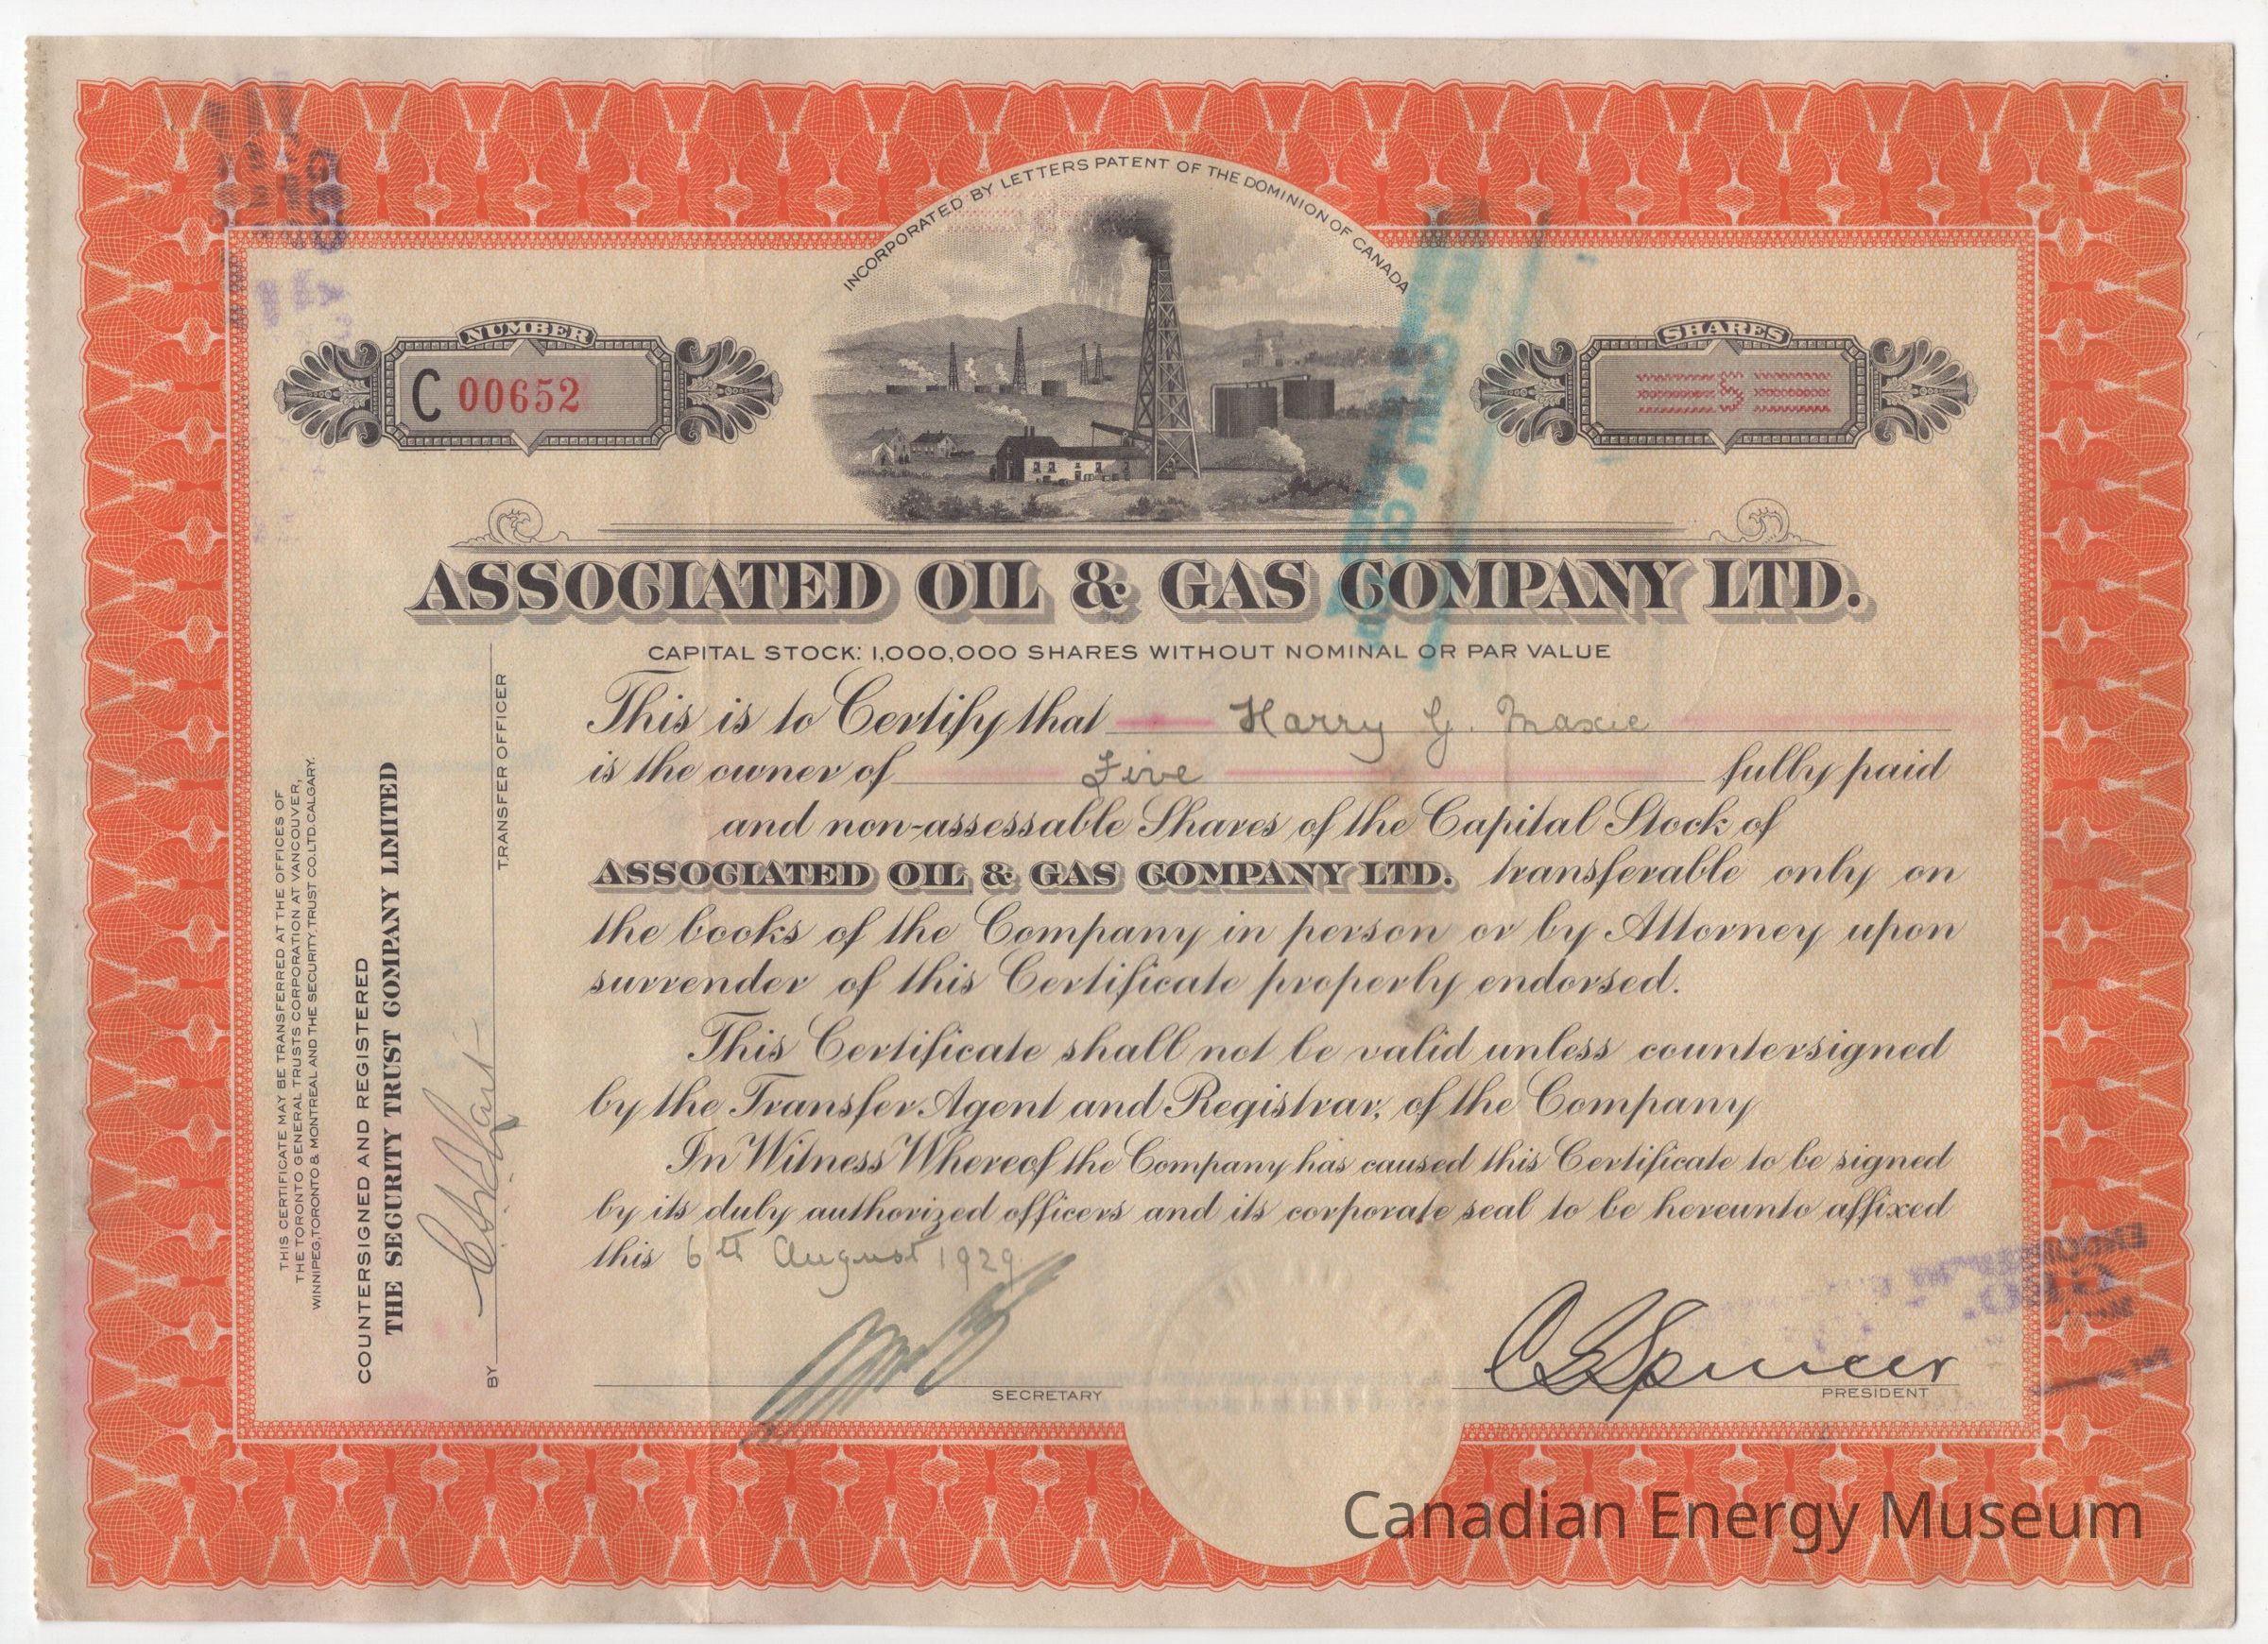 INCORPORATED BY LETTERS PATENT OF THE DOMINION OF CANADA
NUMBER
C 00652
SHARES
5
ASSOCIATED OIL & GAS COMPANY LTD.
CAPITAL STOCK: 1,000,000 SHARES WITHOUT NOMINAL OR PAR VALUE
This is to Certify that Harry G. Maxie
is the owner of Five fully paid
and non-assessable Shares of the Capital Stock of
ASSOCIATED OIL & GAS COMPANY LTD. transferable only on
the books of the Company in person or by Attorney upon
surrender of this Certificate properly endorsed.
This Certificate shall not be valid unless countersigned
by the Transfer Agent and Registrar, of the Company
In Witness Whereof the Company has caused this Certificate to be signed
by its duly authorized officers and its corporate seal to be hereunto affixed
this 6th August 1929.
SECRETARY
Spencer
PRESIDENT
THIS CERTIFICATE MAY BE TRANSFERRED AT THE OFFICES OF
THE TORONTO GENERAL TRUSTS CORPORATION AT VANCOUVER,
WINNIPEG, TORONTO & MONTREAL AND THE SECURITY TRUST CO. LTD. CALGARY.
COUNTERSIGNED AND REGISTERED
THE SECURITY TRUST COMPANY LIMITED
BY
TRANSFER OFFICER
Canadian Energy Museum